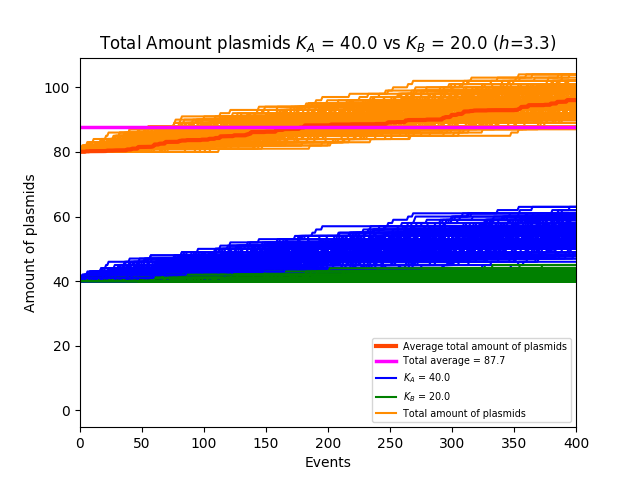 Total Amount plasmids K_A = 40.0 vs K_B = 20.0 (h=3.3)
Amount of plasmids
100
80
60
40
20
0
Average total amount of plasmids
Total average = 87.7
K_A = 40.0
K_B = 20.0
Total amount of plasmids
0 50 100 150 200 250 300 350 400
Events